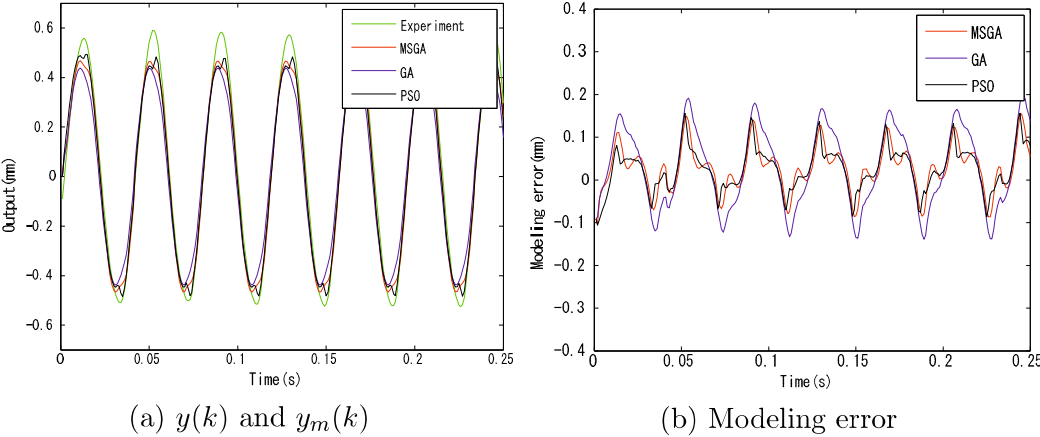 0.6
0.4
0.2
0
-0.2
-0.4
-0.6
Output(mm)
0
0.05
0.1
0.15
0.2
0.25
Time(s)
Experiment
MSGA
GA
PSO
(a) y(k) and yₘ(k)
0.4
0.3
0.2
0.1
0
-0.1
-0.2
-0.3
-0.4
Modeling error(mm)
0
0.05
0.1
0.15
0.2
0.25
Time(s)
MSGA
GA
PSO
(b) Modeling error